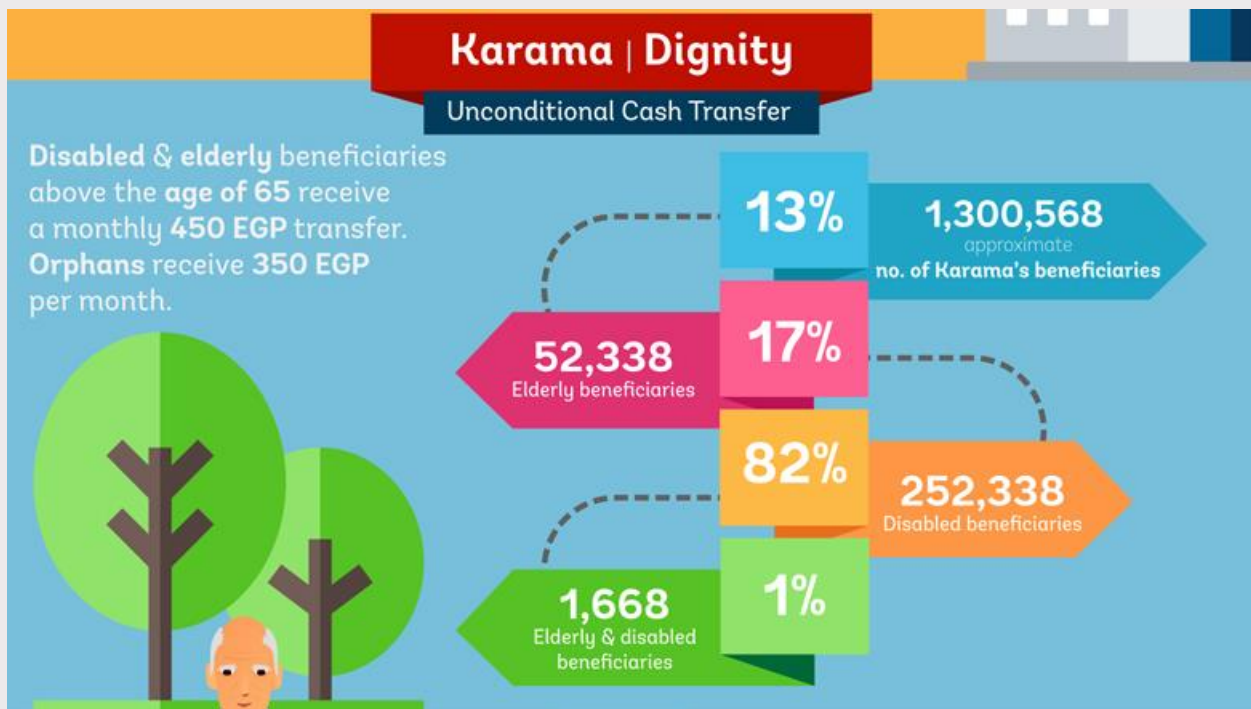 Karama | Dignity
Unconditional Cash Transfer
Disabled & elderly beneficiaries
above the age of 65 receive
a monthly 450 EGP transfer.
Orphans receive 350 EGP
per month.
13%
1,300,568
approximate
no. of Karama's beneficiaries
17%
52,338
Elderly beneficiaries
82%
252,338
Disabled beneficiaries
1%
1,668
Elderly & disabled
beneficiaries